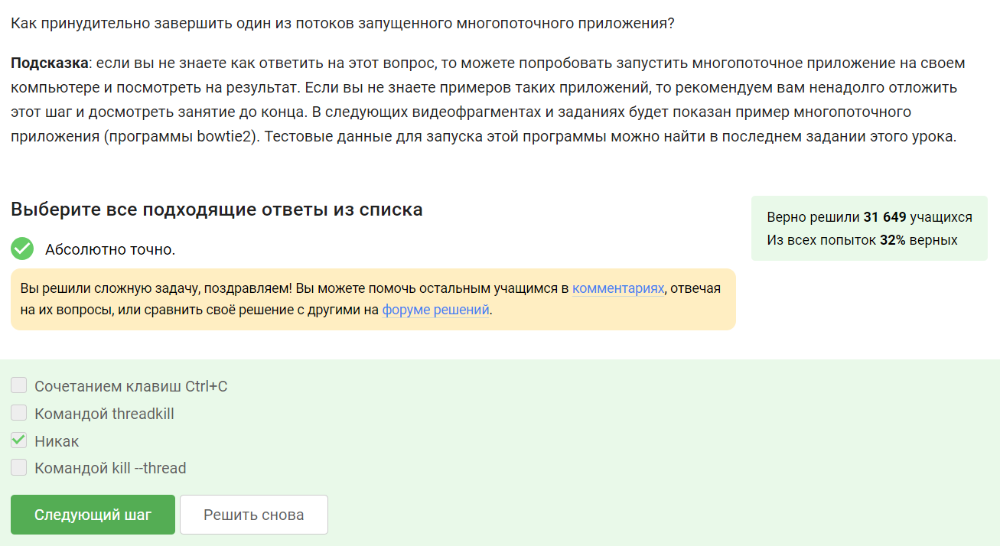 Как принудительно завершить один из потоков запущенного многопоточного приложения?
Подсказка: если вы не знаете как ответить на этот вопрос, то можете попробовать запустить многопоточное приложение на своем
компьютере и посмотреть на результат. Если вы не знаете примеров таких приложений, то рекомендуем вам ненадолго отложить
этот шаг и досмотреть занятие до конца. В следующих видеофрагментах и заданиях будет показан пример многопоточного
приложения (программы bowtie2). Тестовые данные для запуска этой программы можно найти в последнем задании этого урока.
Выберите все подходящие ответы из списка
Абсолютно точно.
Вы решили сложную задачу, поздравляем! Вы можете помочь остальным учащимся в комментариях, отвечая
на их вопросы, или сравнить своё решение с другими на форуме решений.
Верно решили 31 649 учащихся
Из всех попыток 32% верных
Сочетанием клавиш Ctrl+C
Командой threadkill
Никак
Командой kill --thread
Следующий шаг
Решить снова